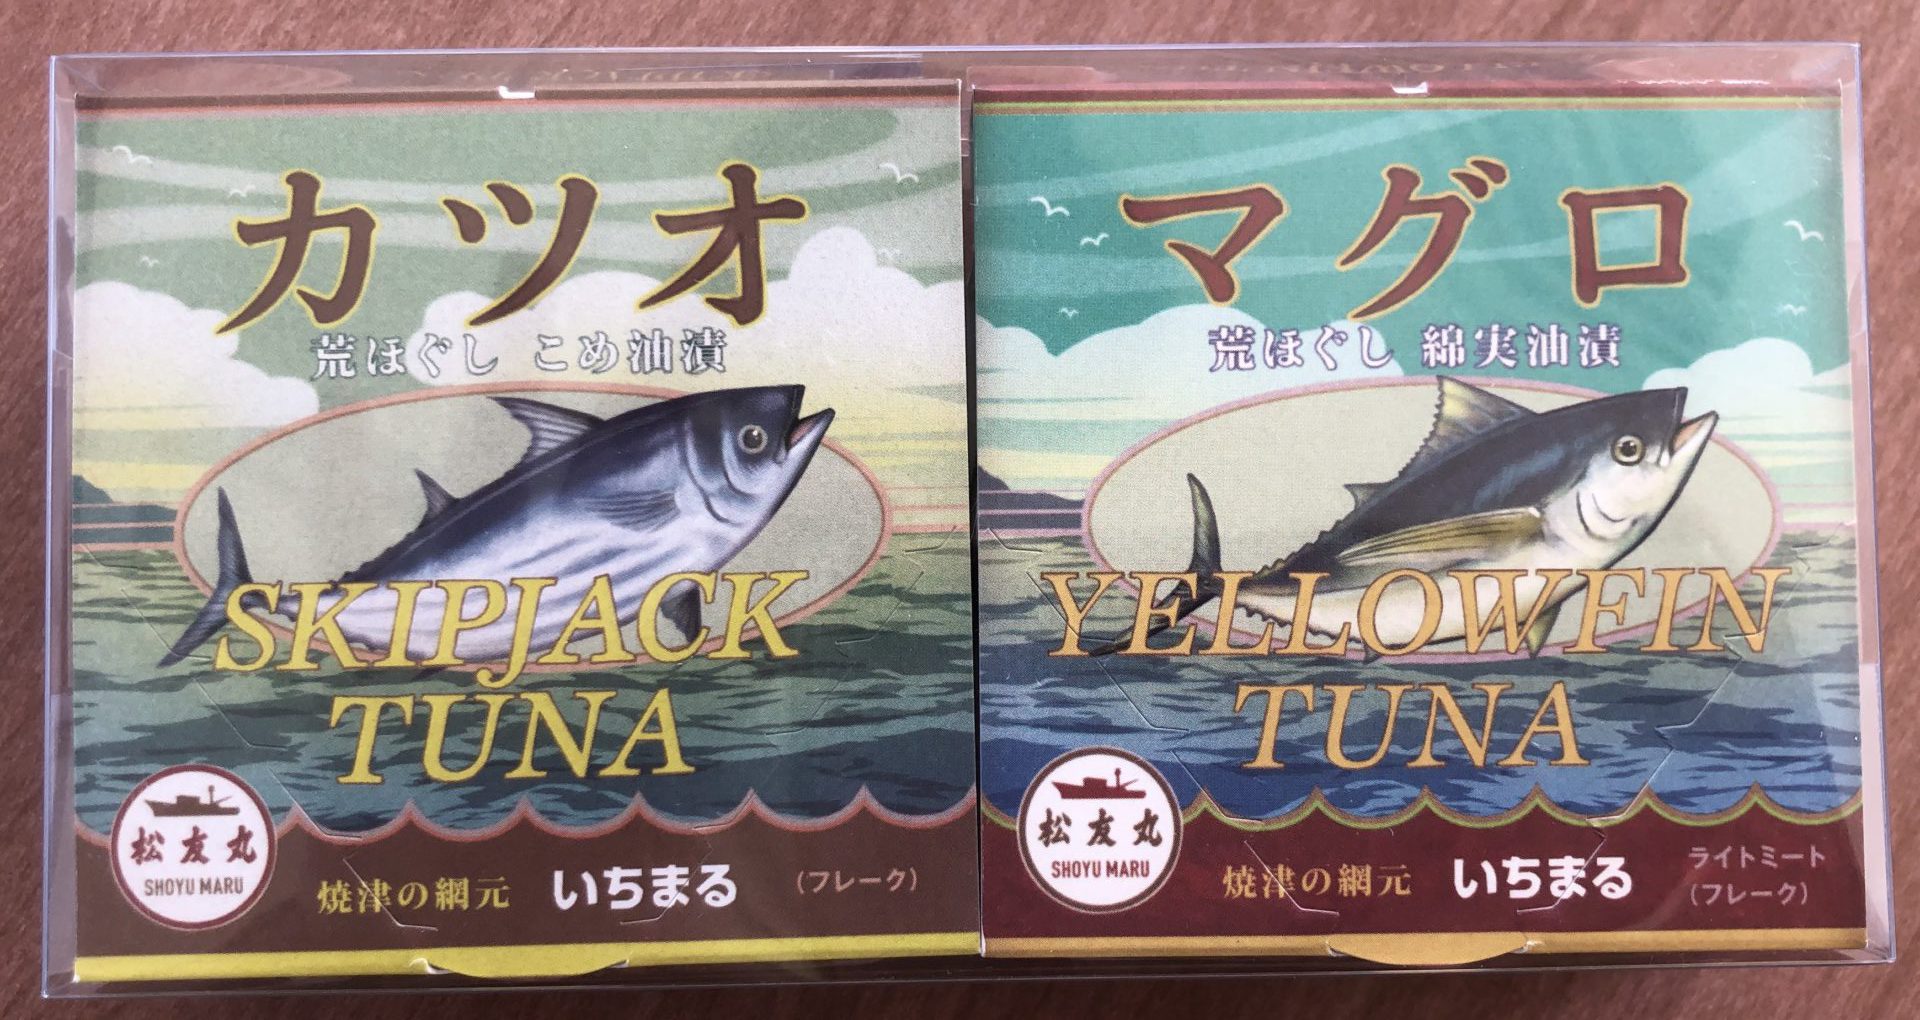 カツオ
荒ほぐし こめ油漬
SKIPJACK
TUNA
松友丸
SHOYU MARU
焼津の網元 いちまる (フレーク)
マグロ
荒ほぐし 綿実油漬
YELLOWFIN
TUNA
松友丸
SHOYU MARU
焼津の網元 いちまる ライトミート
(フレーク)